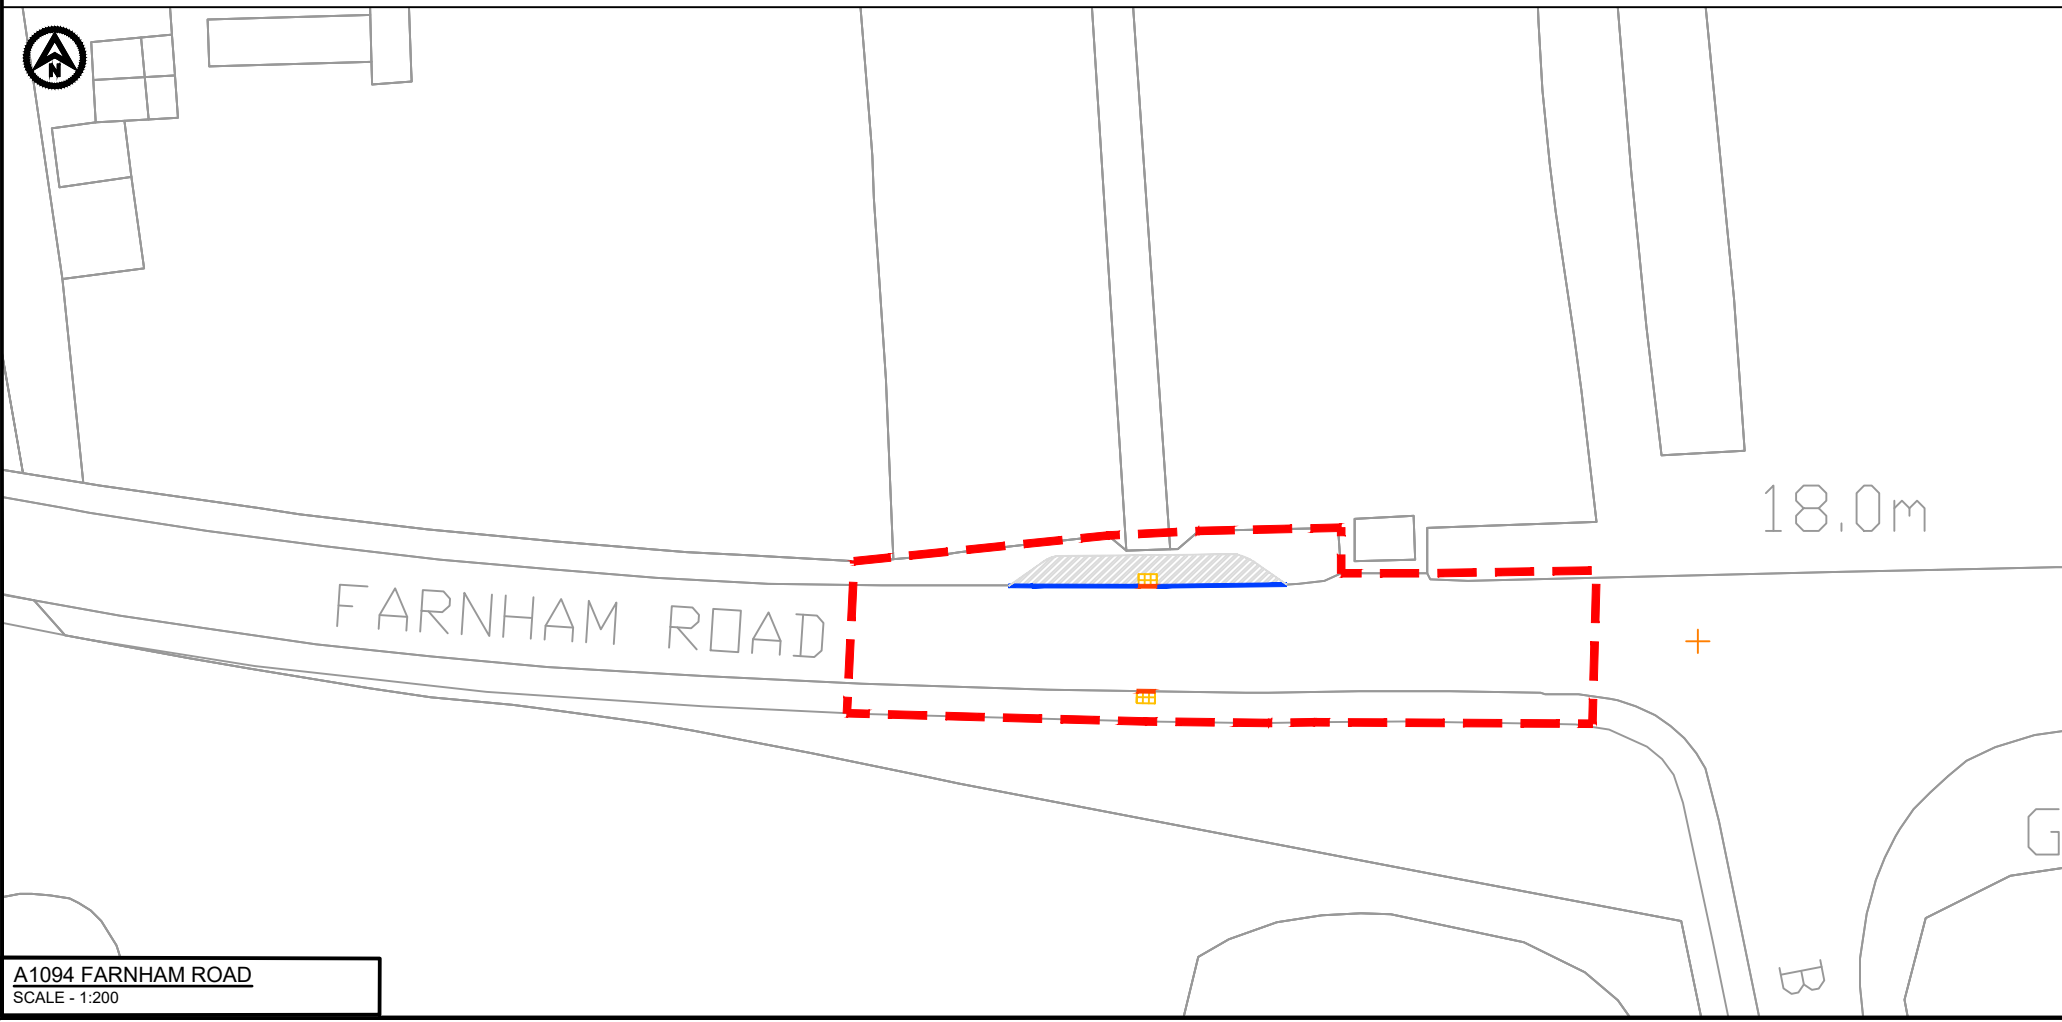 N
18.0m
FARNHAM ROAD
G
B
A1094 FARNHAM ROAD
SCALE - 1:200